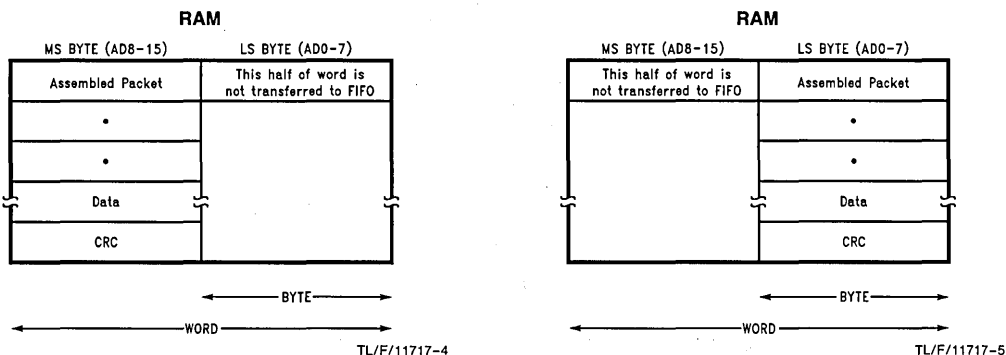 RAM
MS BYTE (AD8-15) LS BYTE (AD0-7)
Assembled Packet
This half of word is
not transferred to FIFO
•
•
Data
CRC
BYTE
WORD
TL/F/11717-4
RAM
MS BYTE (AD8-15) LS BYTE (AD0-7)
This half of word is
not transferred to FIFO
Assembled Packet
•
•
Data
CRC
BYTE
WORD
TL/F/11717-5